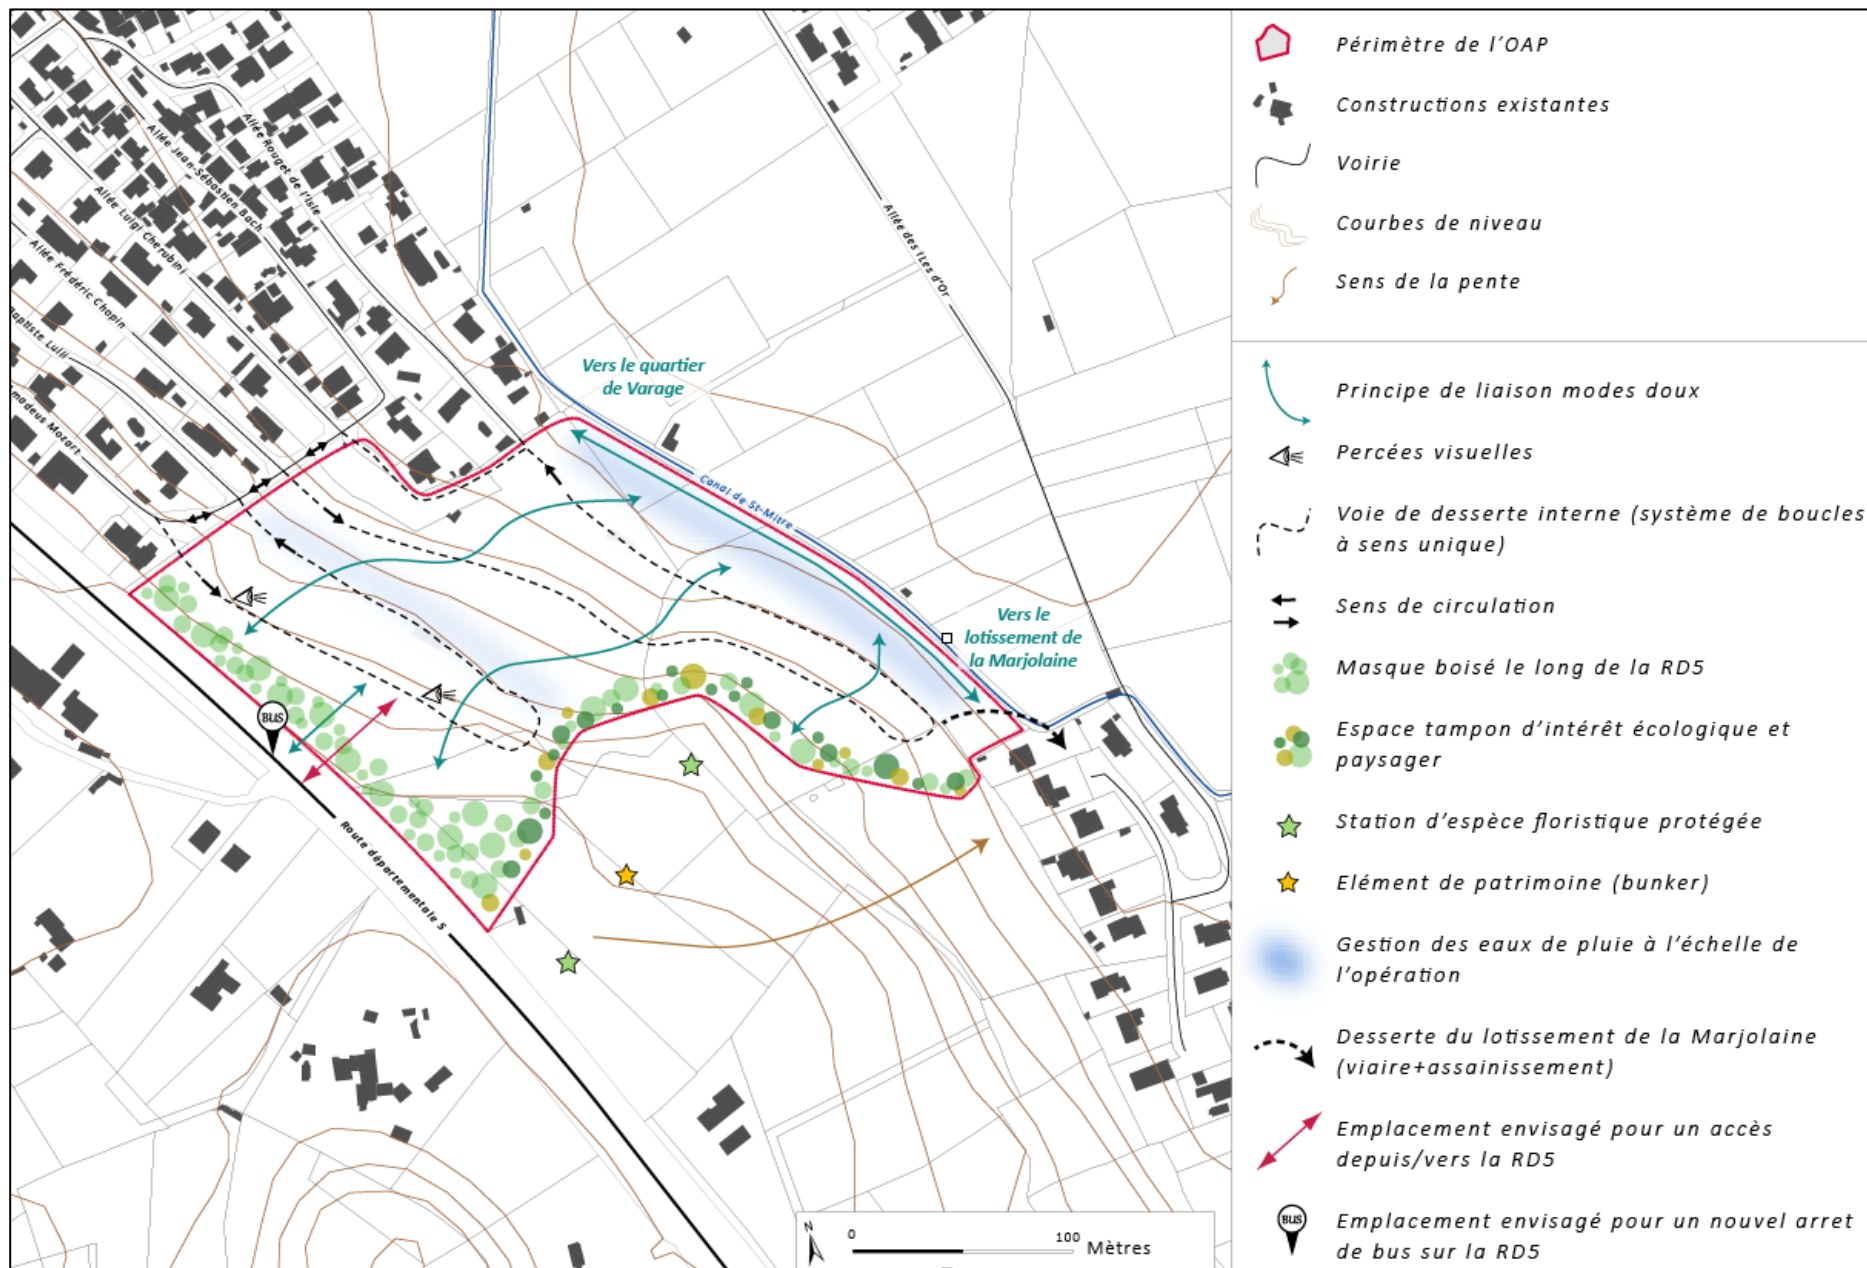 Allée Rouget de l'Isle
Allée Jean-Sébastien Bach
Allée Luigi Cherubini
Allée Frédéric Chopin
Baptiste Lulli
madeus Mozart
Allée des ILes d'Or
Vers le quartier
de Varage
Canal de St-Mitre
Vers le
lotissement de
la Marjolaine
BUS
Route départementale 5
N
0 100 Mètres
Périmètre de l'OAP
Constructions existantes
Voirie
Courbes de niveau
Sens de la pente
Principe de liaison modes doux
Percées visuelles
Voie de desserte interne (système de boucles
à sens unique)
Sens de circulation
Masque boisé le long de la RD5
Espace tampon d'intérêt écologique et
paysager
Station d'espèce floristique protégée
Elément de patrimoine (bunker)
Gestion des eaux de pluie à l'échelle de
l'opération
Desserte du lotissement de la Marjolaine
(viaire+assainissement)
Emplacement envisagé pour un accès
depuis/vers la RD5
BUS
Emplacement envisagé pour un nouvel arret
de bus sur la RD5